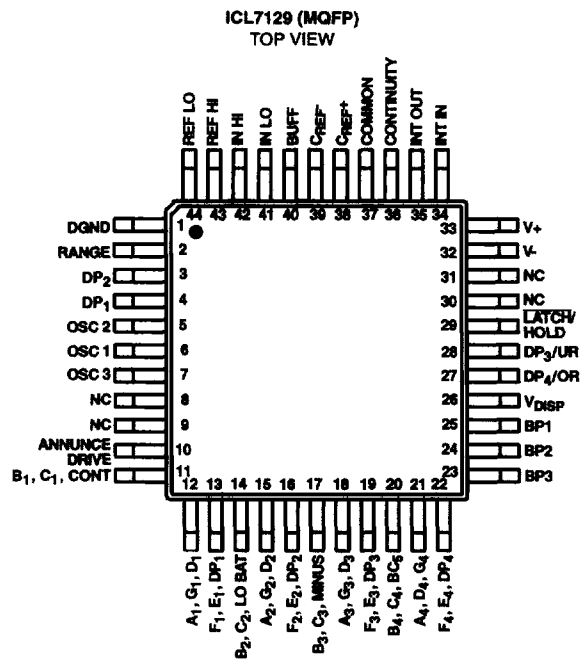 ICL7129 (MQFP)
TOP VIEW
REF LO
REF HI
IN HI
IN LO
BUFF
CREF-
CREF+
COMMON
CONTINUITY
INT OUT
INT IN
44 43 42 41 40 39 38 37 36 35 34
DGND 1
RANGE 2
DP2 3
DP1 4
OSC 2 5
OSC 1 6
OSC 3 7
NC 8
NC 9
ANNUNCE
DRIVE 10
B1, C1, CONT 11
33 V+
32 V-
31 NC
30 NC
29 LATCH/
HOLD
28 DP3/UR
27 DP4/OR
26 VDISP
25 BP1
24 BP2
23 BP3
12 13 14 15 16 17 18 19 20 21 22
A1, G1, D1
F1, E1, DP1
B2, C2, LO BAT
A2, G2, D2
F2, E2, DP2
B3, C3, MINUS
A3, G3, D3
F3, E3, DP3
B4, C4, BC5
A4, D4, G4
F4, E4, DP4